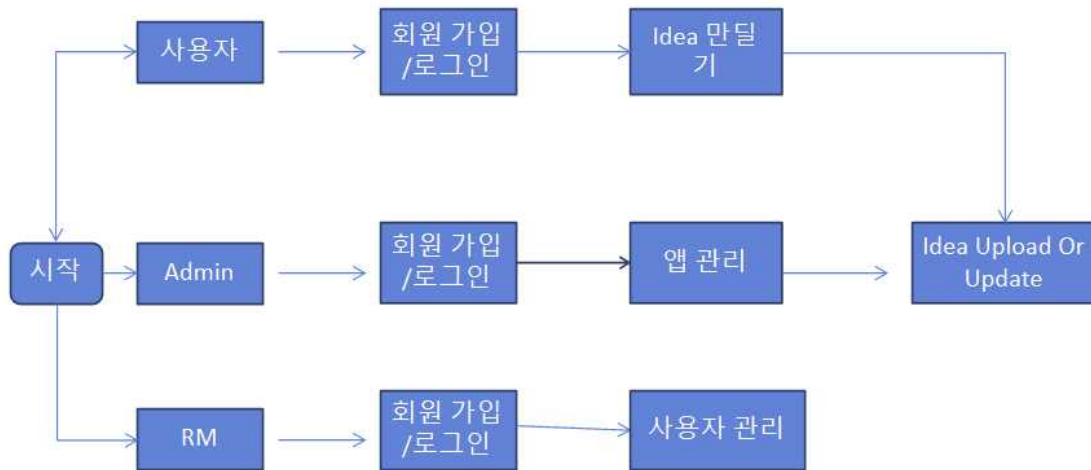 사용자
회원 가입
/로그인
Idea 만딜
기
시작
Admin
회원 가입
/로그인
앱 관리
Idea Upload Or
Update
RM
회원 가입
/로그인
사용자 관리